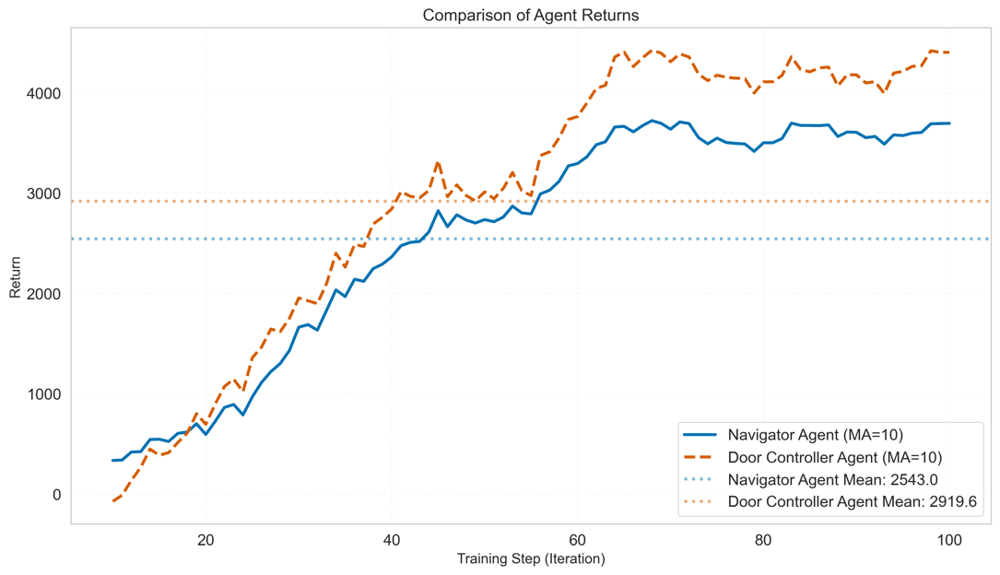 Comparison of Agent Returns
Return
4000
3000
2000
1000
0
20 40 60 80 100
Training Step (Iteration)
Navigator Agent (MA=10)
Door Controller Agent (MA=10)
Navigator Agent Mean: 2543.0
Door Controller Agent Mean: 2919.6